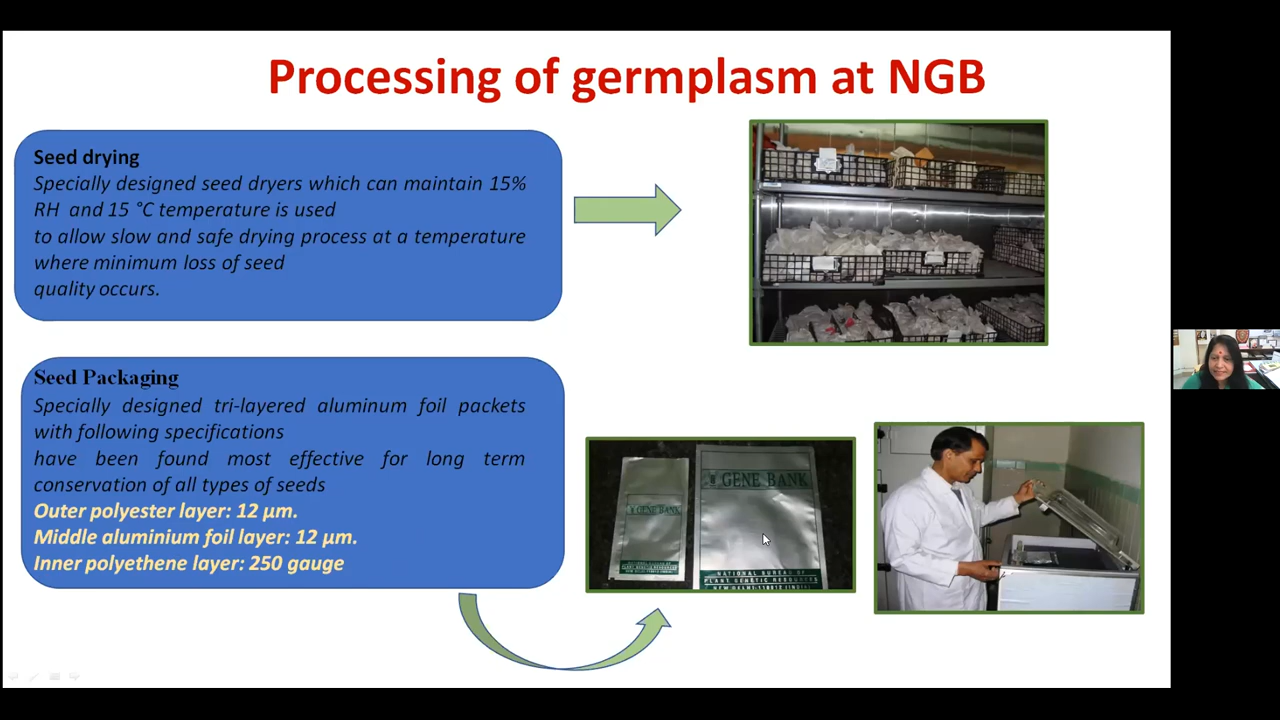 Processing of germplasm at NGB
Seed drying
Specially designed seed dryers which can maintain 15%
RH and 15 °C temperature is used
to allow slow and safe drying process at a temperature
where minimum loss of seed
quality occurs.
Seed Packaging
Specially designed tri-layered aluminum foil packets
with following specifications
have been found most effective for long term
conservation of all types of seeds
Outer polyester layer: 12 µm.
Middle aluminium foil layer: 12 µm.
Inner polyethene layer: 250 gauge
GENE BANK
GENE BANK
NATIONAL BUREAU OF
PLANT GENETIC RESOURCES
NEW DELHI-110012 (INDIA)